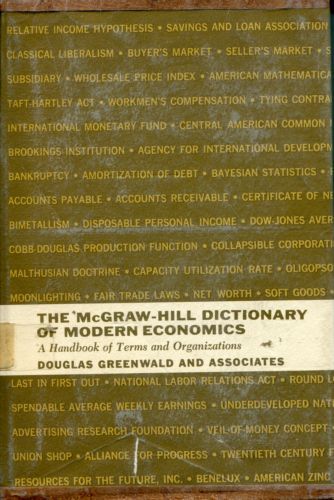 RELATIVE INCOME HYPOTHESIS • SAVINGS AND LOAN ASSOCIATION
CLASSICAL LIBERALISM • BUYER'S MARKET • SELLER'S MARKET • S
SUBSIDIARY • WHOLESALE PRICE INDEX • AMERICAN MATHEMATICA
TAFT-HARTLEY ACT • WORKMEN'S COMPENSATION • TYING CONTRA
INTERNATIONAL MONETARY FUND • CENTRAL AMERICAN COMMON
BROOKINGS INSTITUTION • AGENCY FOR INTERNATIONAL DEVELOP
BANKRUPTCY • AMORTIZATION OF DEBT • BAYESIAN STATISTICS •
ACCOUNTS PAYABLE • ACCOUNTS RECEIVABLE • CERTIFICATE OF NE
BIMETALLISM • DISPOSABLE PERSONAL INCOME • DOW-JONES AVER
COBB-DOUGLAS PRODUCTION FUNCTION • COLLAPSIBLE CORPORATI
MALTHUSIAN DOCTRINE • CAPACITY UTILIZATION RATE • OLIGOPSO
MOONLIGHTING • FAIR TRADE LAWS • NET WORTH • SOFT GOODS •
THE McGRAW-HILL DICTIONARY
OF MODERN ECONOMICS
A Handbook of Terms and Organizations
DOUGLAS GREENWALD AND ASSOCIATES
LAST IN FIRST OUT • NATIONAL LABOR RELATIONS ACT • ROUND L
SPENDABLE AVERAGE WEEKLY EARNINGS • UNDERDEVELOPED NAT
ADVERTISING RESEARCH FOUNDATION • VEIL-OF-MONEY CONCEPT •
UNION SHOP • ALLIANCE FOR PROGRESS • TWENTIETH CENTURY F
RESOURCES FOR THE FUTURE, INC. • BENELUX • AMERICAN ZINC